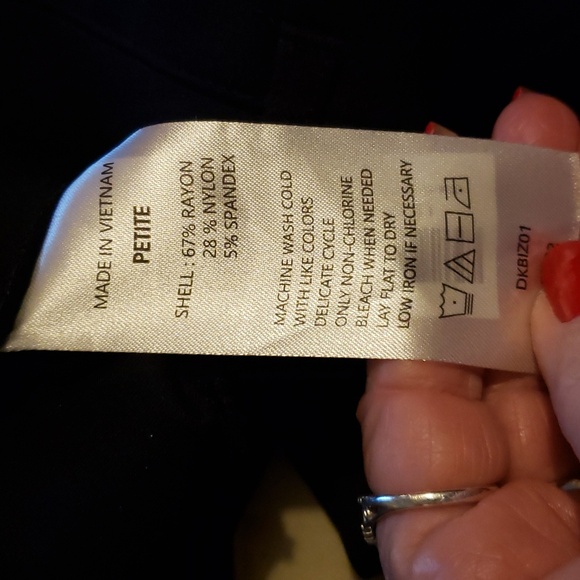 MADE IN VIETNAM
PETITE
SHELL : 67% RAYON
28 % NYLON
5% SPANDEX
MACHINE WASH COLD
WITH LIKE COLORS
DELICATE CYCLE
ONLY NON-CHLORINE
BLEACH WHEN NEEDED
LAY FLAT TO DRY
LOW IRON IF NECESSARY
DKBIZ01